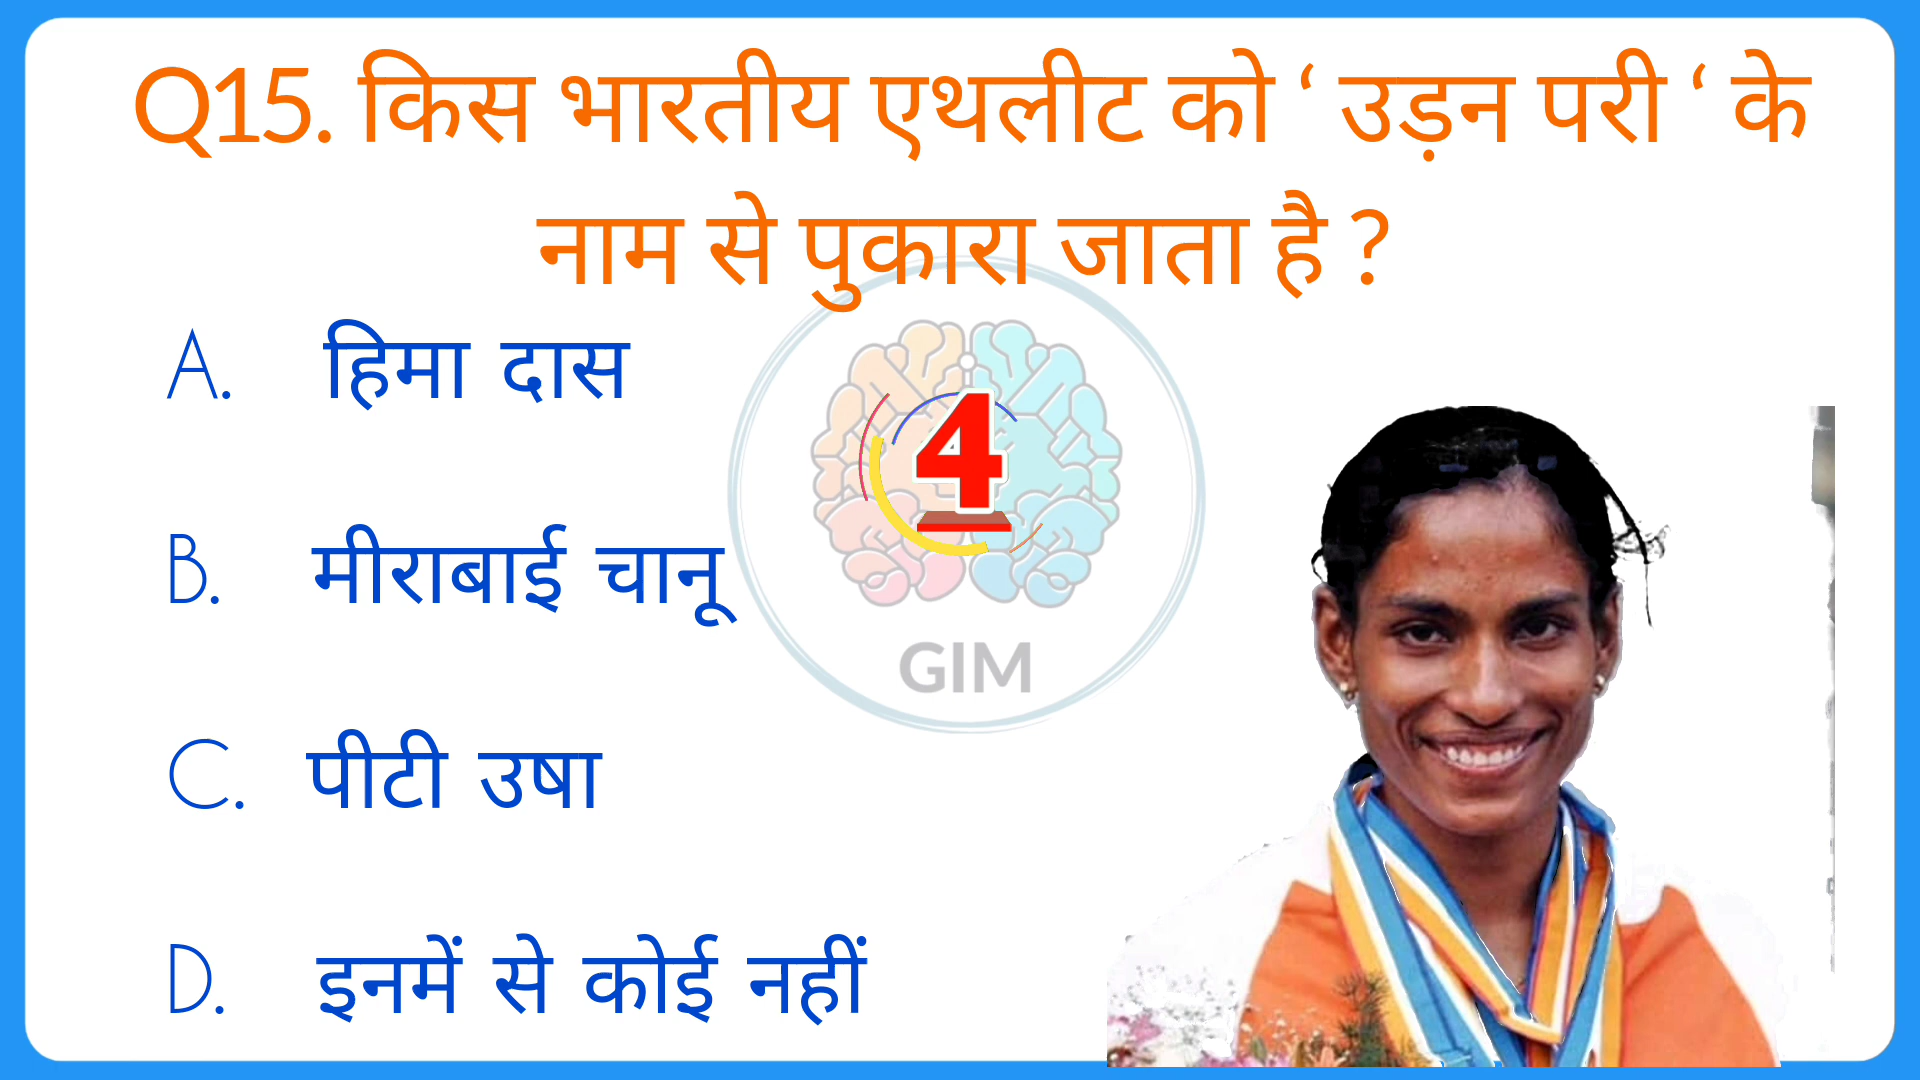 Q15. किस भारतीय एथलीट को ‘ उड़न परी ‘ के
नाम से पुकारा जाता है ?
A. हिमा दास
4
B. मीराबाई चानू
GIM
C. पीटी उषा
D. इनमें से कोई नहीं